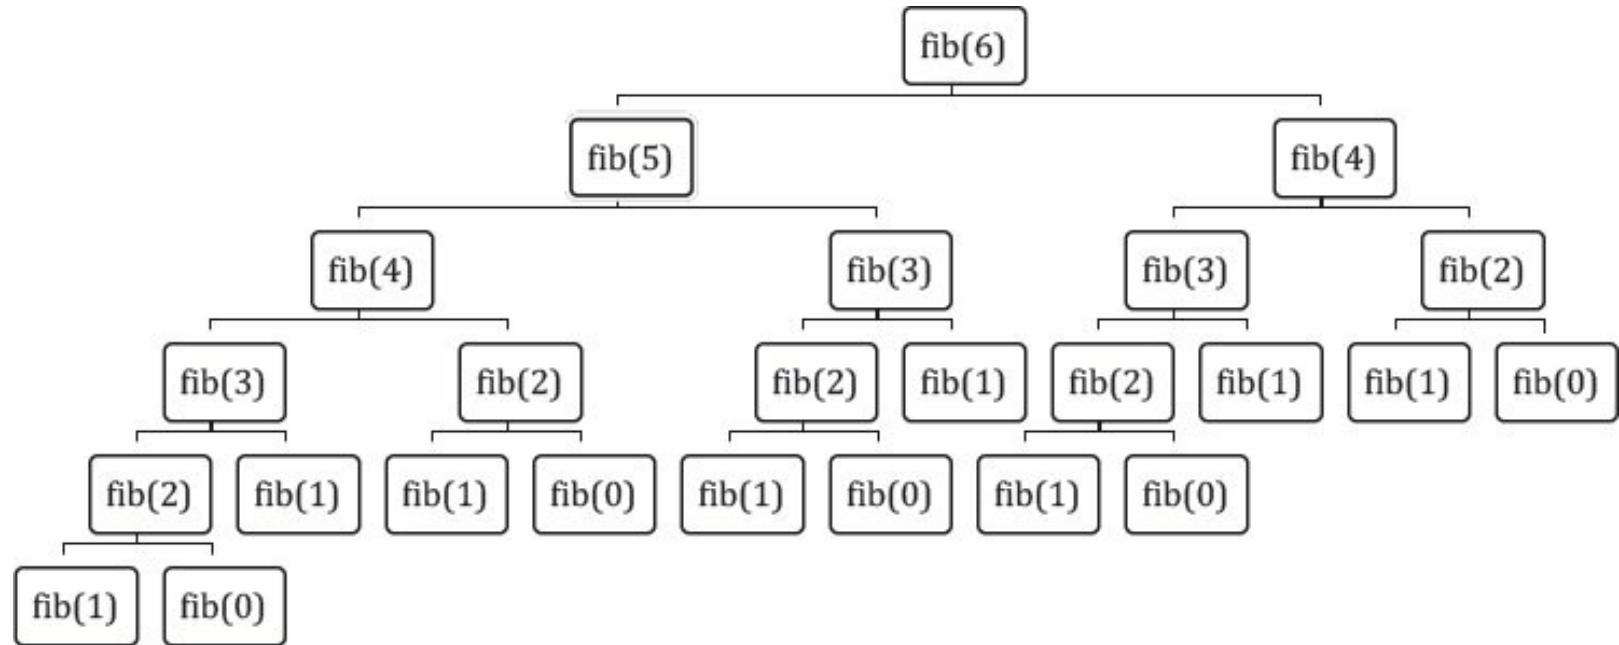 fib(6)
fib(5) fib(4)
fib(4) fib(3) fib(3) fib(2)
fib(3) fib(2) fib(2) fib(1) fib(2) fib(1) fib(1) fib(0)
fib(2) fib(1) fib(1) fib(0) fib(1) fib(0) fib(1) fib(0)
fib(1) fib(0)